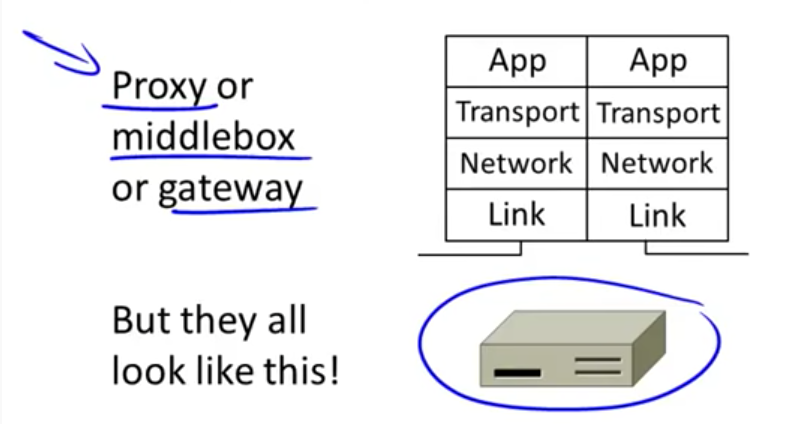 Proxy or
middlebox
or gateway
App App
Transport Transport
Network Network
Link Link
But they all
look like this!